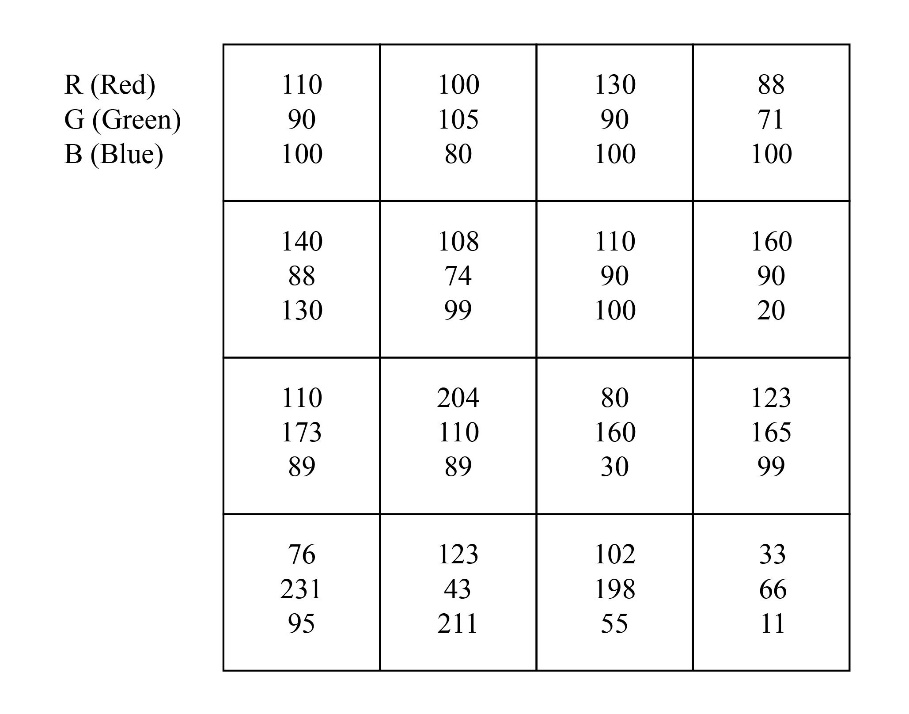 R (Red) 110 100 130 88
G (Green) 90 105 90 71
B (Blue) 100 80 100 100
140 108 110 160
88 74 90 90
130 99 100 20
110 204 80 123
173 110 160 165
89 89 30 99
76 123 102 33
231 43 198 66
95 211 55 11